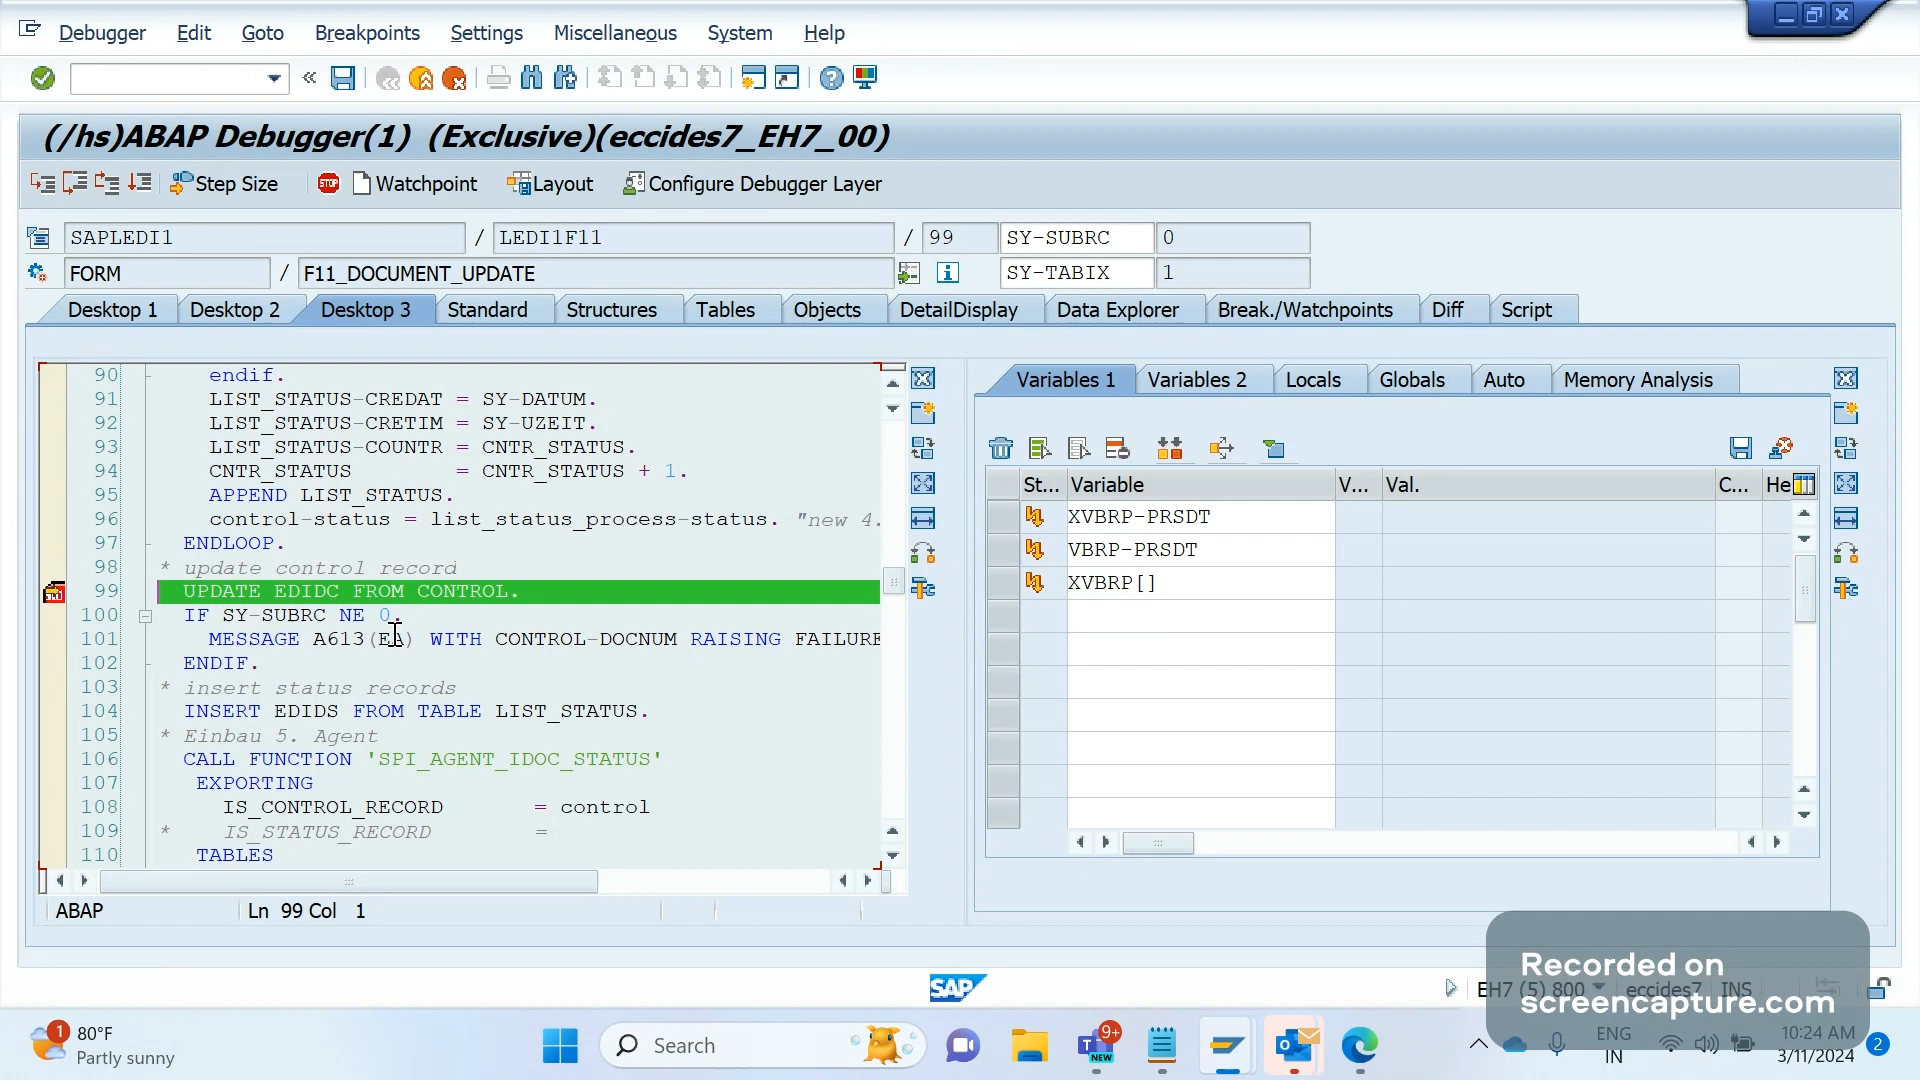 Debugger Edit Goto Breakpoints Settings Miscellaneous System Help
«
(/hs)ABAP Debugger(1) (Exclusive)(eccides7_EH7_00)
Step Size STOP Watchpoint Layout Configure Debugger Layer
SAPLEDI1 / LEDI1F11 / 99 SY-SUBRC 0
FORM / F11_DOCUMENT_UPDATE SY-TABIX 1
Desktop 1 Desktop 2 Desktop 3 Standard Structures Tables Objects DetailDisplay Data Explorer Break./Watchpoints Diff Script
90 endif.
91 LIST_STATUS-CREDAT = SY-DATUM.
92 LIST_STATUS-CRETIM = SY-UZEIT.
93 LIST_STATUS-COUNTR = CNTR_STATUS.
94 CNTR_STATUS = CNTR_STATUS + 1.
95 APPEND LIST_STATUS.
96 control-status = list_status_process-status. "new 4.
97 ENDLOOP.
98 * update control record
99 UPDATE EDIDC FROM CONTROL.
100 IF SY-SUBRC NE 0.
101 MESSAGE A613(EA) WITH CONTROL-DOCNUM RAISING FAILURE
102 ENDIF.
103 * insert status records
104 INSERT EDIDS FROM TABLE LIST_STATUS.
105 * Einbau 5. Agent
106 CALL FUNCTION 'SPI_AGENT_IDOC_STATUS'
107 EXPORTING
108 IS_CONTROL_RECORD = control
109 * IS_STATUS_RECORD =
110 TABLES
ABAP Ln 99 Col 1
Variables 1 Variables 2 Locals Globals Auto Memory Analysis
St... Variable V... Val. C... He
XVBRP-PRSDT
VBRP-PRSDT
XVBRP[]
SAP
EH7 (5) 800 eccides7 INS
Recorded on
screencapture.com
1 80°F
Partly sunny
Search
9+
NEW
ENG
IN
10:24 AM
3/11/2024
2